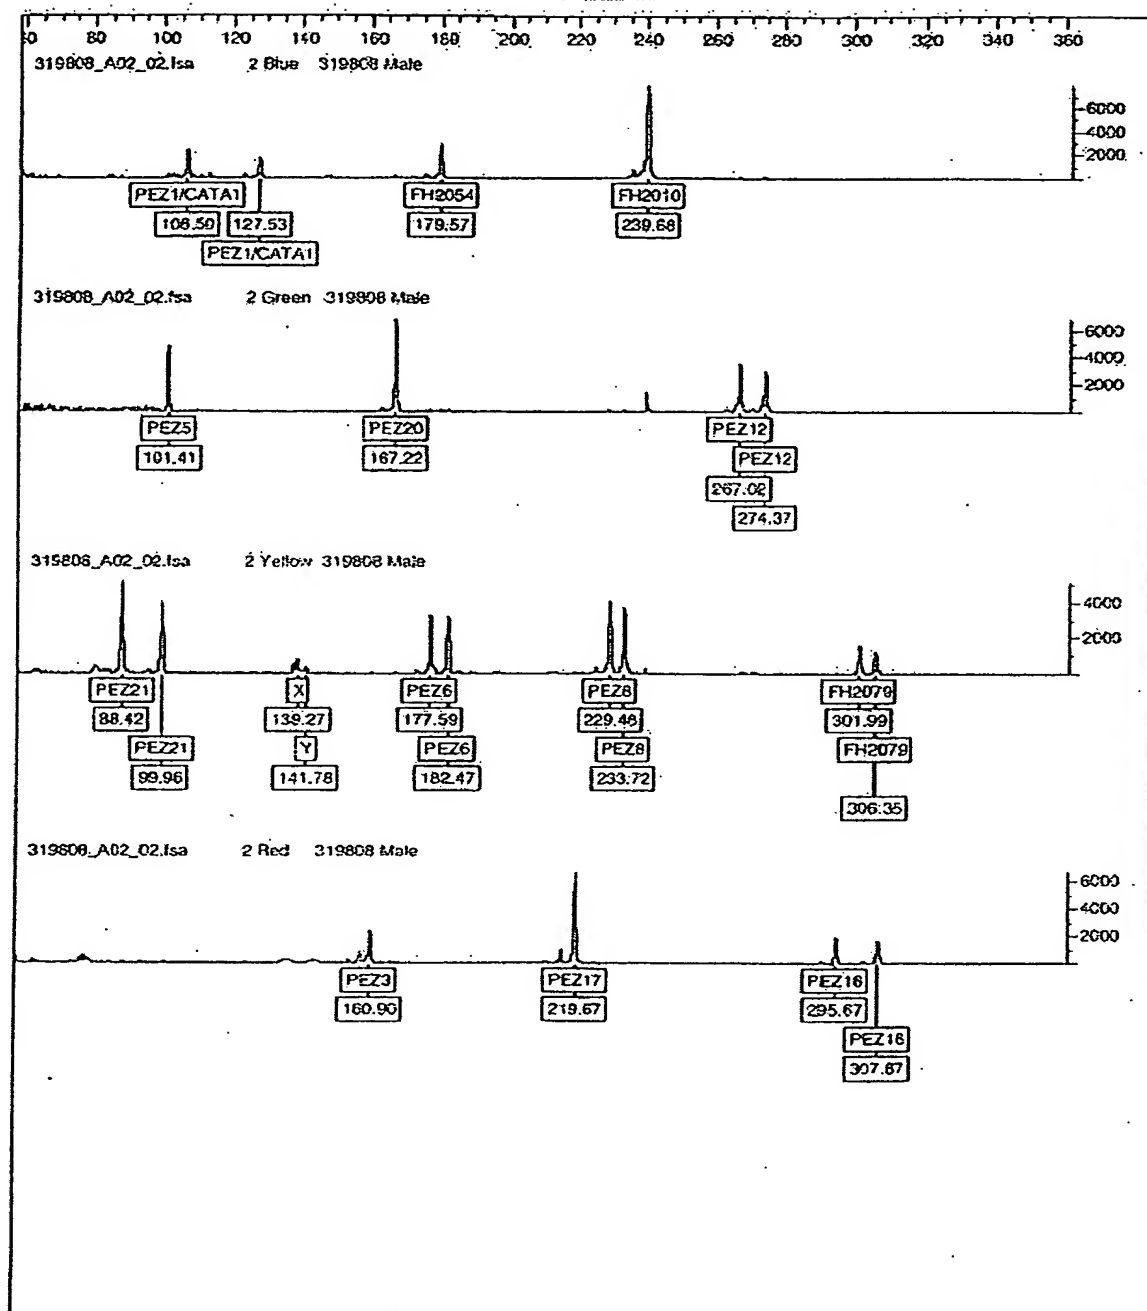 80 100 120 140 160 180 200 220 240 260 280 300 320 340 360
319808_A02_02.fsa 2 Blue 319808 Male
6000
4000
2000
PEZ1/CATA1 FH2054 FH2010
106.50 127.53 179.57 239.68
PEZ1/CATA1
319808_A02_02.fsa 2 Green 319808 Male
6000
4000
2000
PEZ5 PEZ20 PEZ12
101.41 167.22 PEZ12
267.02
274.37
319808_A02_02.fsa 2 Yellow 319808 Male
4000
2000
PEZ21 X PEZ6 PEZ8 FH2079
88.42 139.27 177.59 229.48 301.99
PEZ21 Y PEZ6 PEZ8 FH2079
99.96 141.78 182.47 233.72
306.35
319808_A02_02.fsa 2 Red 319808 Male
6000
4000
2000
PEZ3 PEZ17 PEZ16
160.90 219.67 295.67
PEZ16
307.87